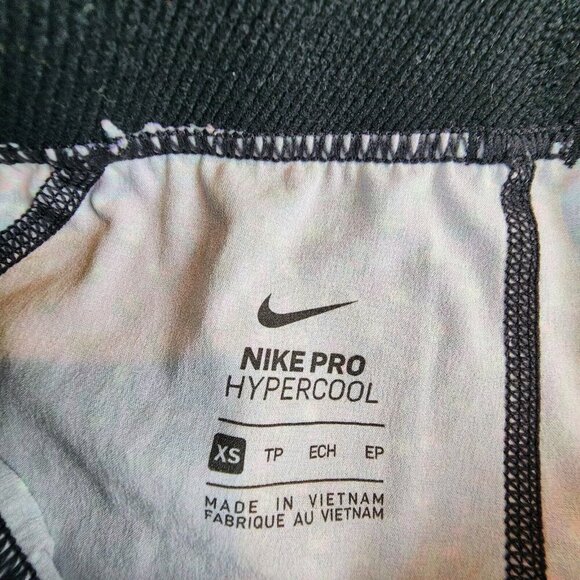 NIKE PRO
HYPERCOOL
XS TP ECH EP
MADE IN VIETNAM
FABRIQUE AU VIETNAM